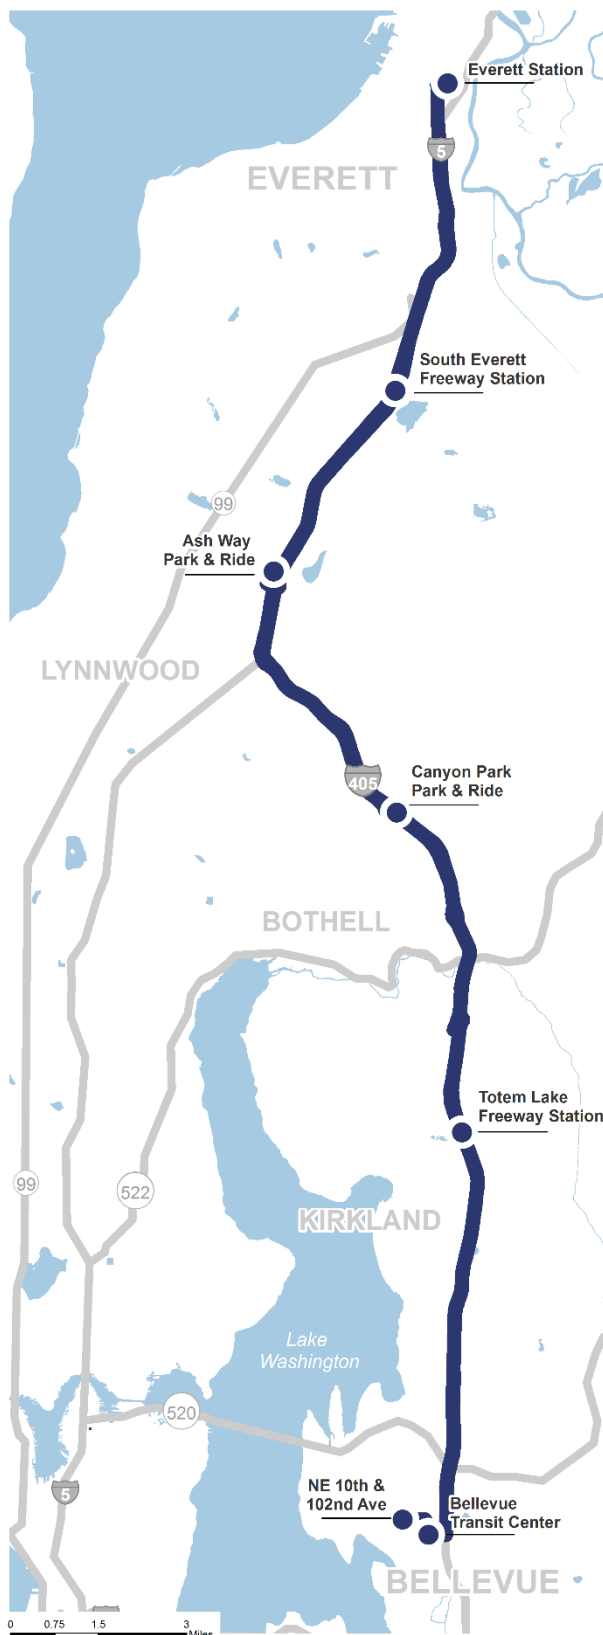 Everett Station
5
EVERETT
South Everett
Freeway Station
99
Ash Way
Park & Ride
LYNNWOOD
Canyon Park
Park & Ride
405
BOTHELL
Totem Lake
Freeway Station
99
522
KIRKLAND
Lake
Washington
520
5
NE 10th &
102nd Ave
Bellevue
Transit Center
BELLEVUE
0 0.75 1.5 3
Miles